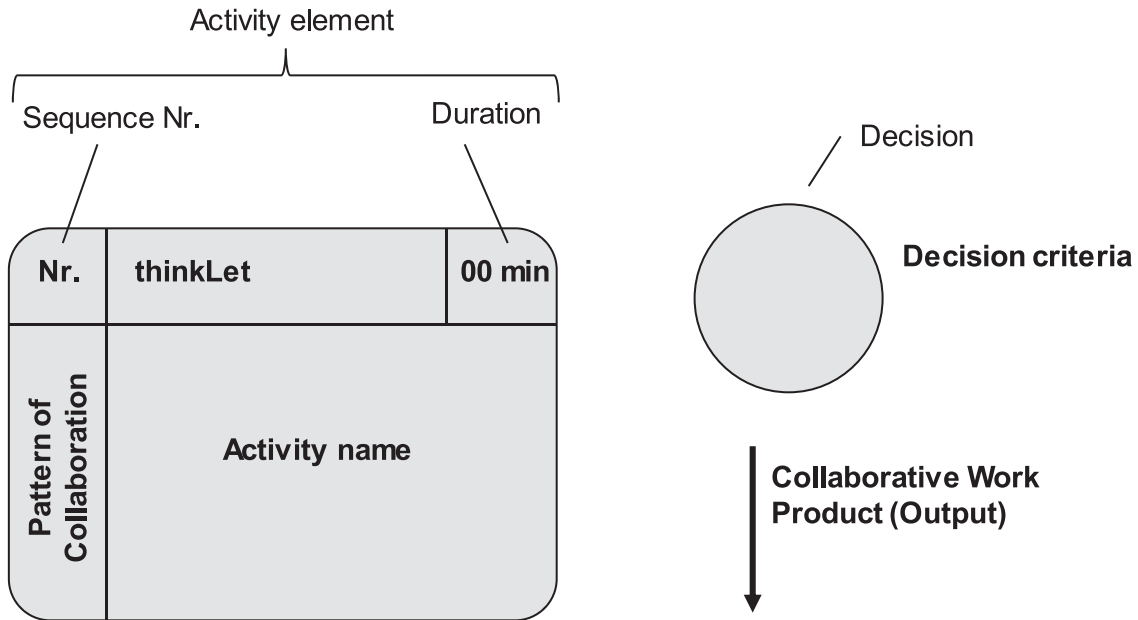 Activity element
Sequence Nr.
Duration
Nr.
thinkLet
00 min
Pattern of
Collaboration
Activity name
Decision
Decision criteria
Collaborative Work
Product (Output)